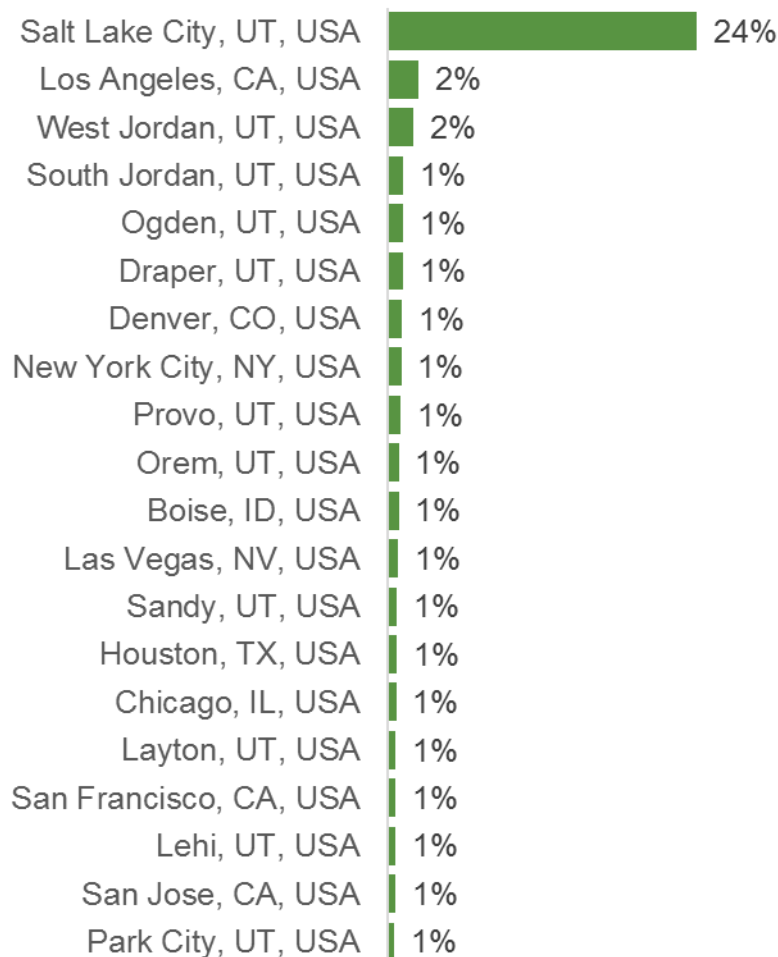 Salt Lake City, UT, USA 24%
Los Angeles, CA, USA 2%
West Jordan, UT, USA 2%
South Jordan, UT, USA 1%
Ogden, UT, USA 1%
Draper, UT, USA 1%
Denver, CO, USA 1%
New York City, NY, USA 1%
Provo, UT, USA 1%
Orem, UT, USA 1%
Boise, ID, USA 1%
Las Vegas, NV, USA 1%
Sandy, UT, USA 1%
Houston, TX, USA 1%
Chicago, IL, USA 1%
Layton, UT, USA 1%
San Francisco, CA, USA 1%
Lehi, UT, USA 1%
San Jose, CA, USA 1%
Park City, UT, USA 1%